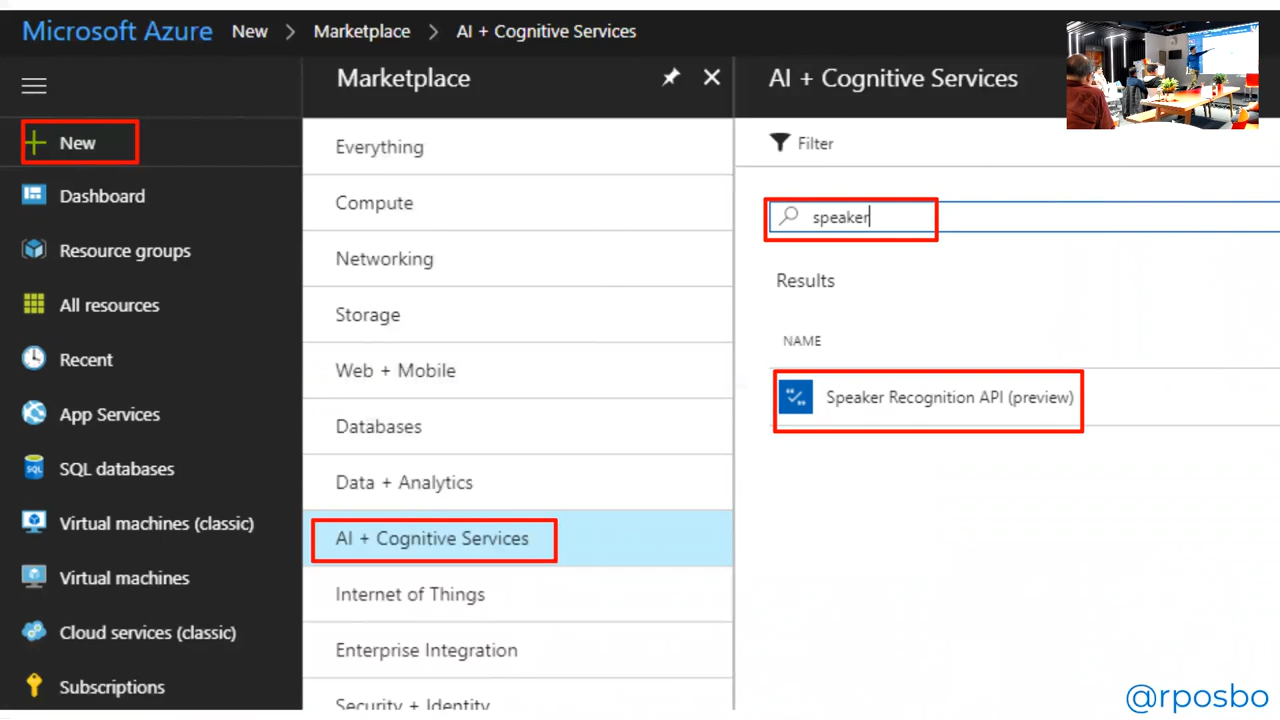 Microsoft Azure New > Marketplace > AI + Cognitive Services
New
Dashboard
Resource groups
All resources
Recent
App Services
SQL databases
Virtual machines (classic)
Virtual machines
Cloud services (classic)
Subscriptions
Marketplace
Everything
Compute
Networking
Storage
Web + Mobile
Databases
Data + Analytics
AI + Cognitive Services
Internet of Things
Enterprise Integration
Security + Identity
AI + Cognitive Services
Filter
speaker
Results
NAME
Speaker Recognition API (preview)
@rposbo